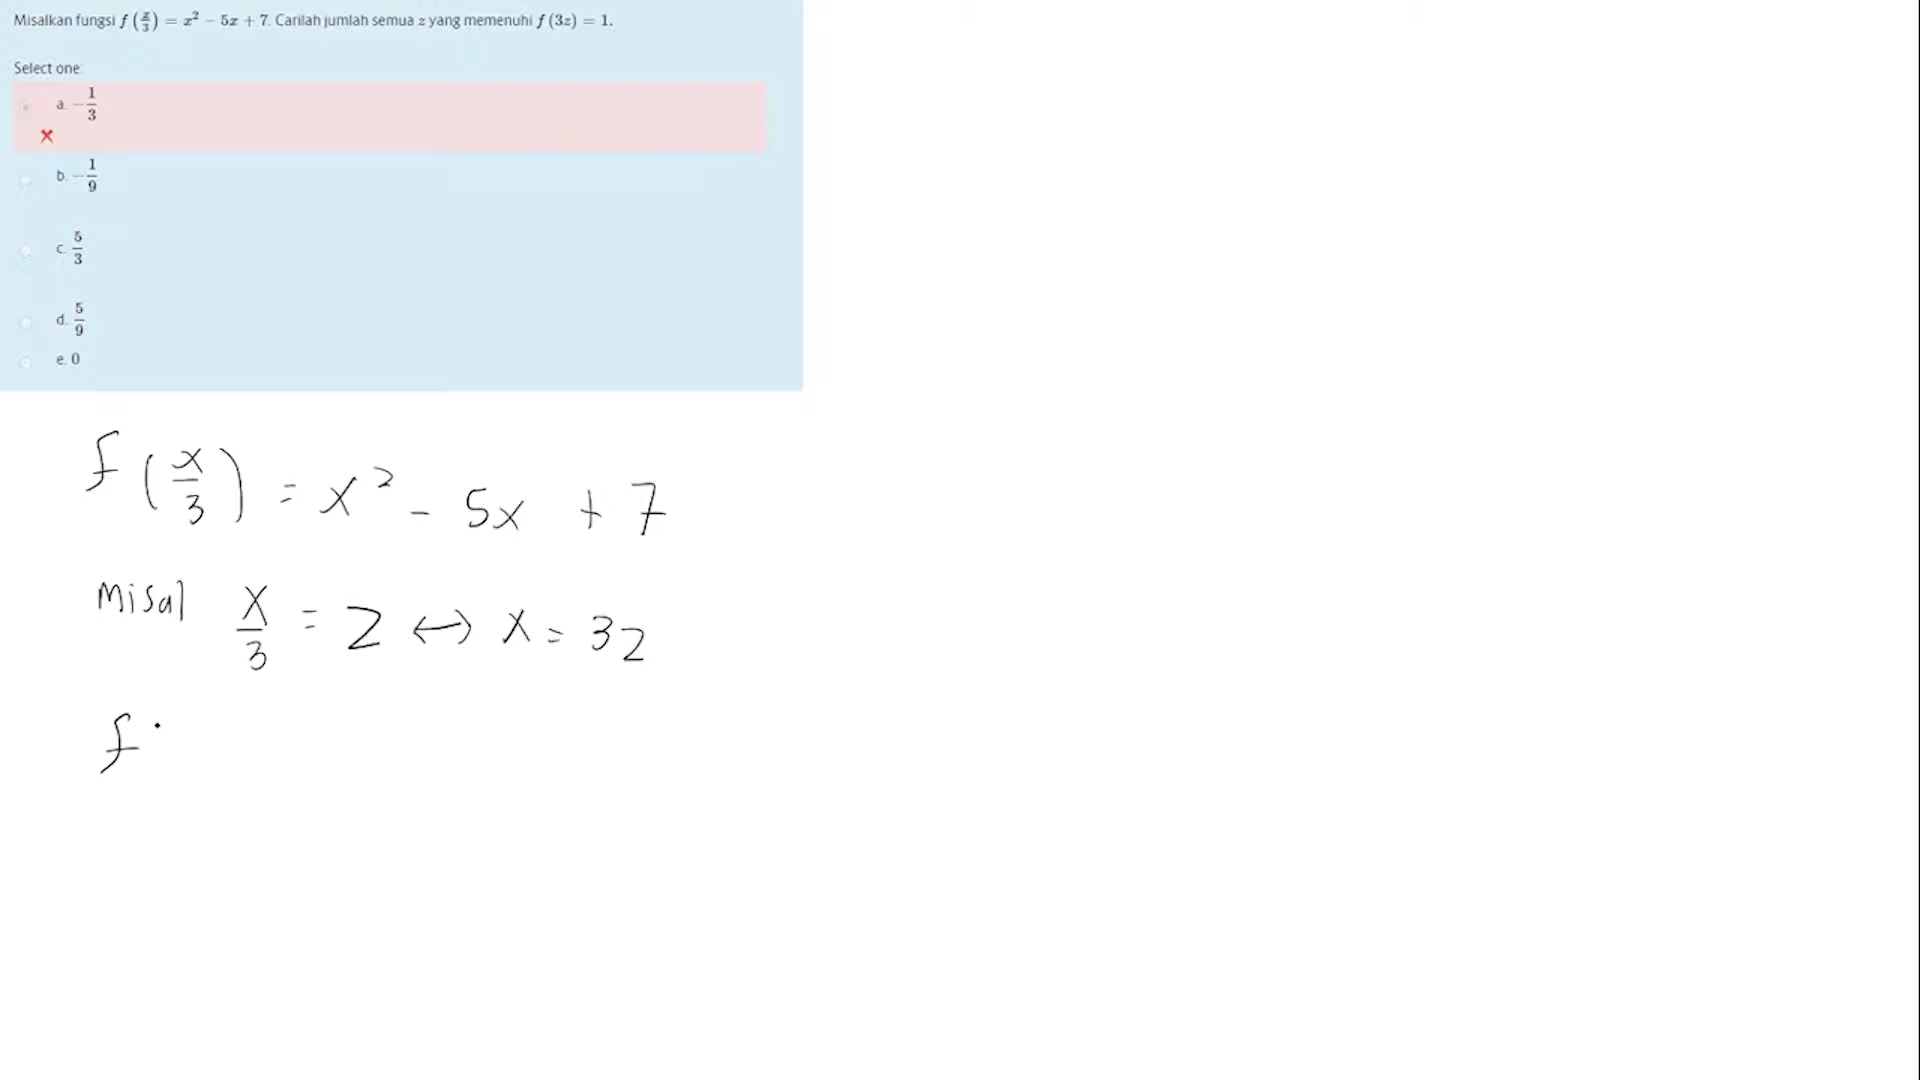 Misalkan fungsi f (x/3) = x² − 5x + 7. Carilah jumlah semua z yang memenuhi f (3z) = 1.
Select one:
a. −1/3
b. −1/9
c. 5/3
d. 5/9
e. 0
f (x/3) = x² - 5x + 7
Misal x/3 = z ↔ x = 3z
f